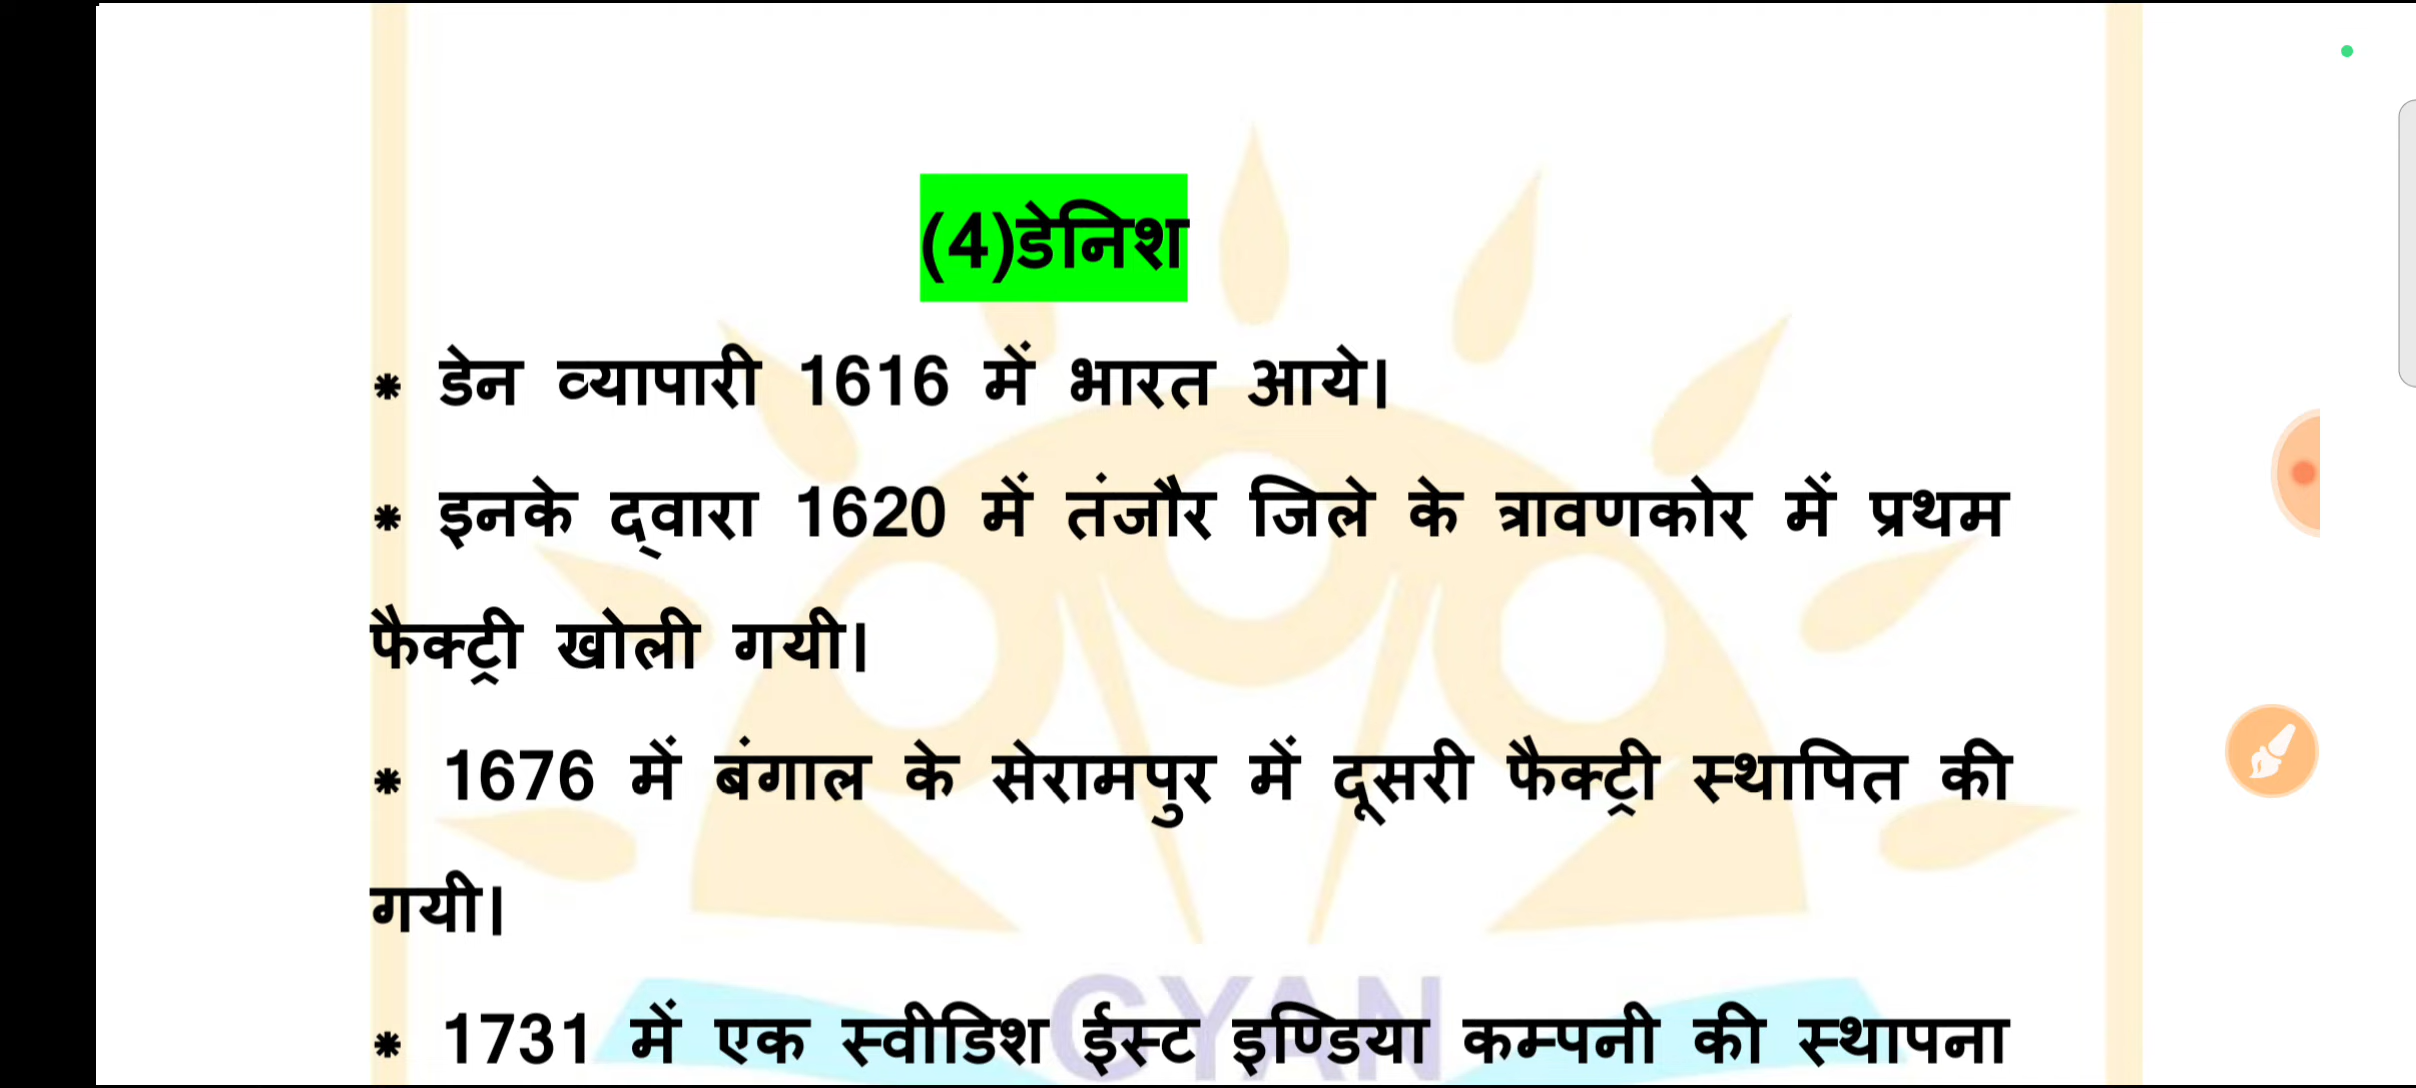 (4)डेनिश
* डेन व्यापारी 1616 में भारत आये।
* इनके द्वारा 1620 में तंजौर जिले के त्रावणकोर में प्रथम
फैक्ट्री खोली गयी।
* 1676 में बंगाल के सेरामपुर में दूसरी फैक्ट्री स्थापित की
गयी।
* 1731 में एक स्वीडिश ईस्ट इण्डिया कम्पनी की स्थापना
GYAN